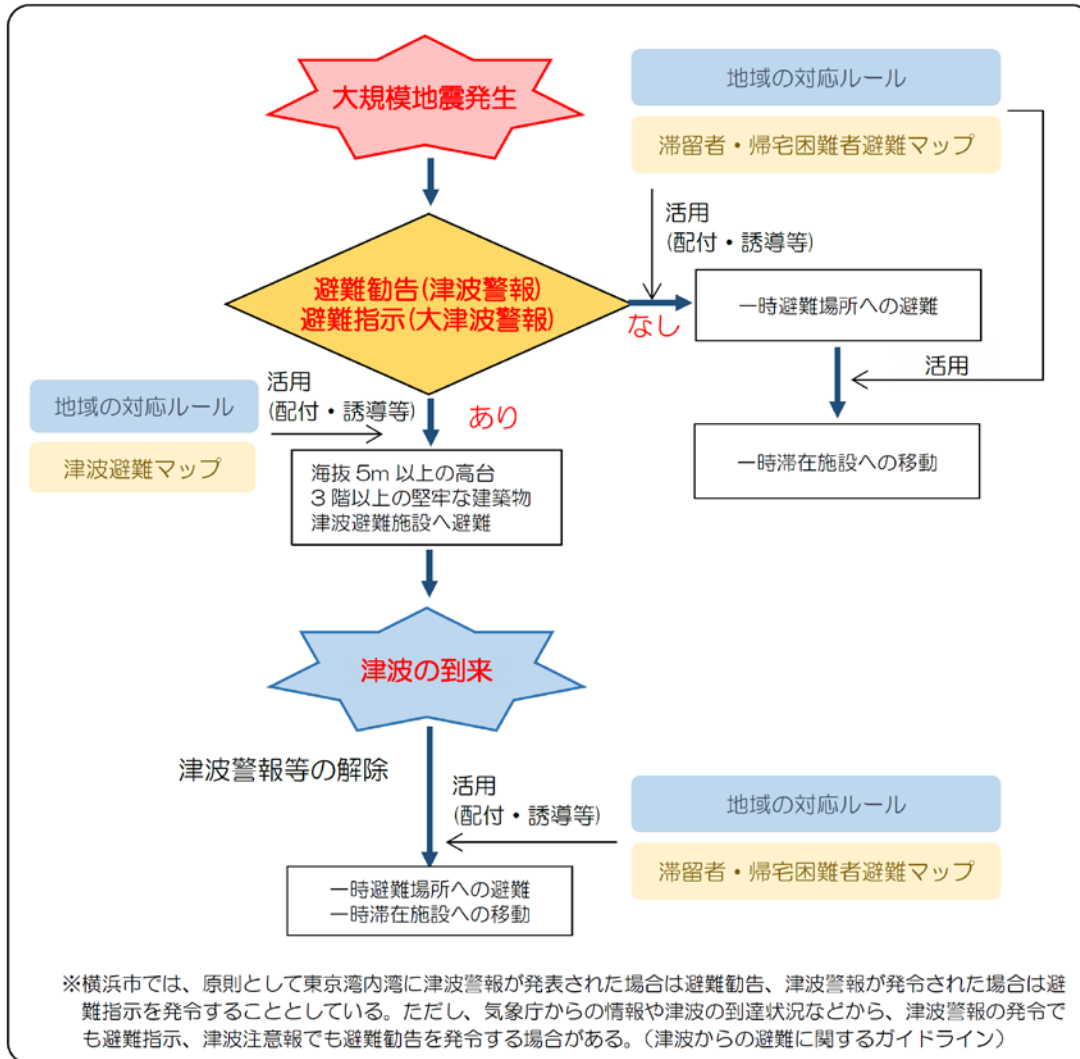 大規模地震発生
地域の対応ルール
滞留者・帰宅困難者避難マップ
活用
(配付・誘導等)
避難勧告(津波警報)
避難指示(大津波警報)
なし
一時避難場所への避難
活用
一時滞在施設への移動
地域の対応ルール
津波避難マップ
活用
(配付・誘導等)
あり
海抜5m以上の高台
3階以上の堅牢な建築物
津波避難施設へ避難
津波の到来
津波警報等の解除
活用
(配付・誘導等)
地域の対応ルール
滞留者・帰宅困難者避難マップ
一時避難場所への避難
一時滞在施設への移動
※横浜市では、原則として東京湾内湾に津波警報が発表された場合は避難勧告、津波警報が発令された場合は避
難指示を発令することとしている。ただし、気象庁からの情報や津波の到達状況などから、津波警報の発令で
も避難指示、津波注意報でも避難勧告を発令する場合がある。（津波からの避難に関するガイドライン）